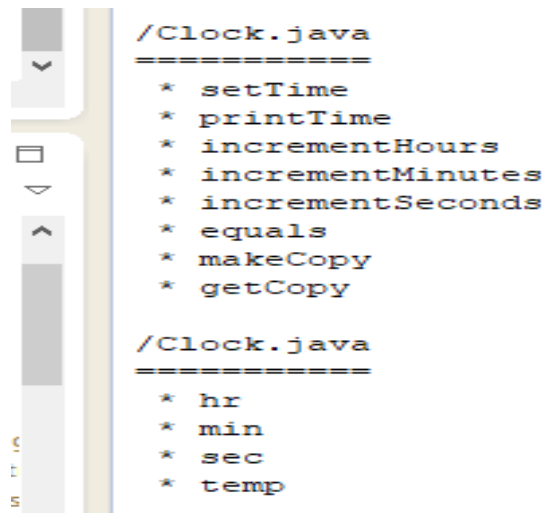 /Clock.java
===========
* setTime
* printTime
* incrementHours
* incrementMinutes
* incrementSeconds
* equals
* makeCopy
* getCopy
/Clock.java
===========
* hr
* min
* sec
* temp